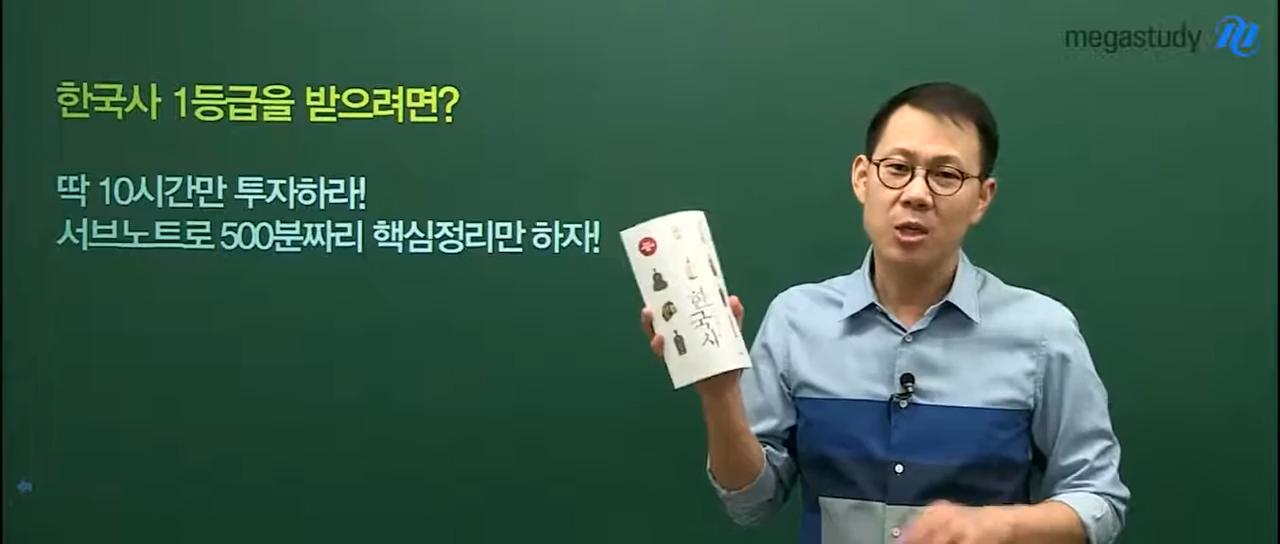 megastudy
한국사 1등급을 받으려면?
딱 10시간만 투자하라!
서브노트로 500분짜리 핵심정리만 하자!
한국사